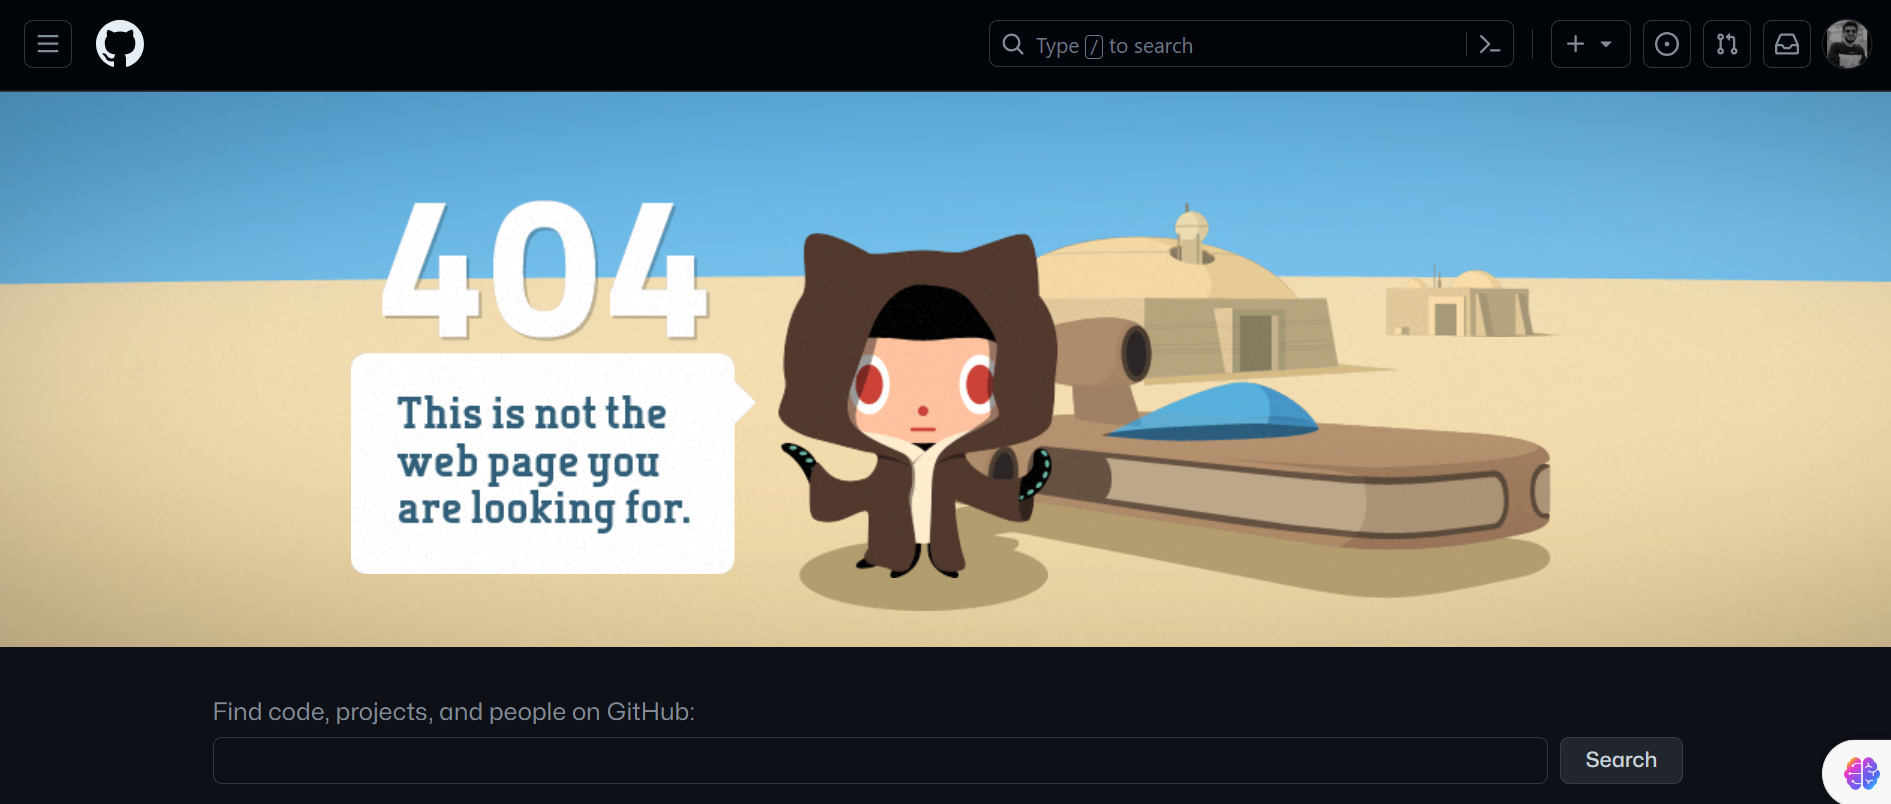 Type / to search
404
This is not the
web page you
are looking for.
Find code, projects, and people on GitHub:
Search